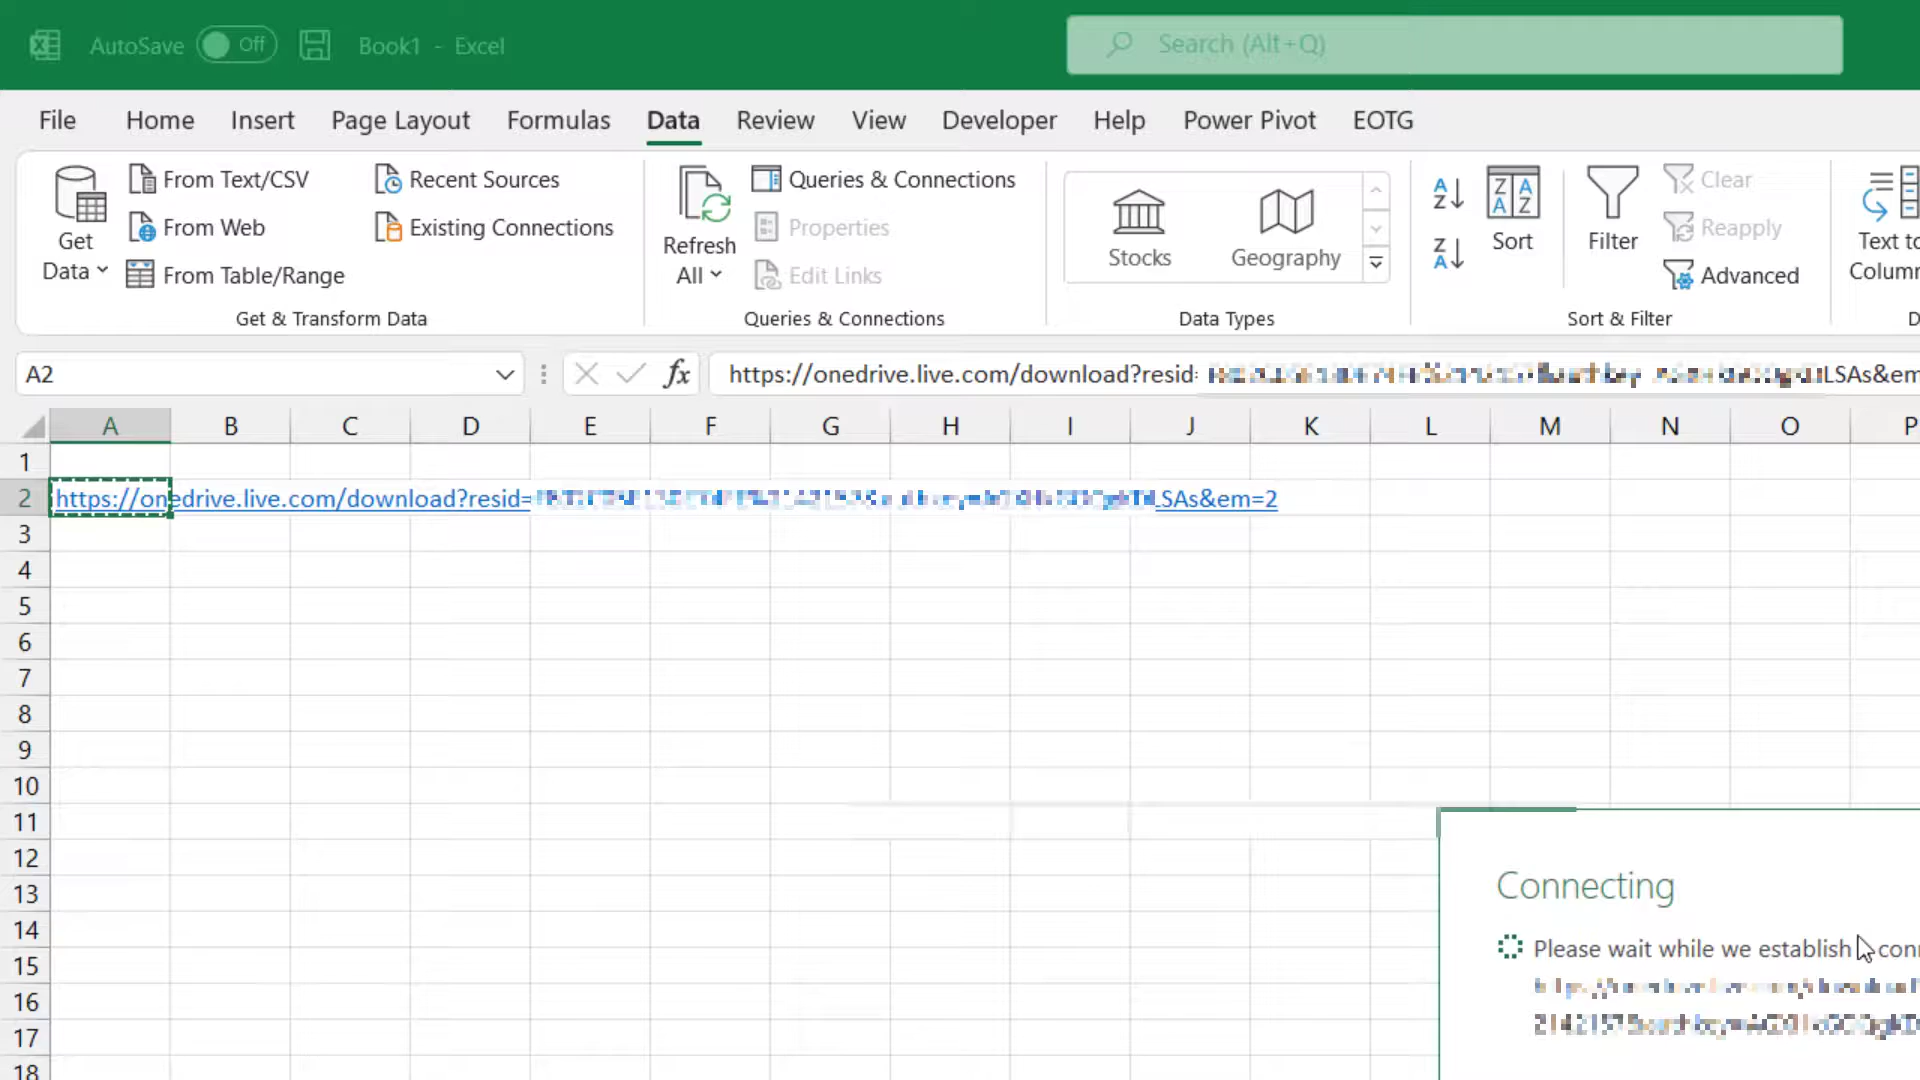 AutoSave Off Book1 - Excel Search (Alt+Q)
File Home Insert Page Layout Formulas Data Review View Developer Help Power Pivot EOTG
Get Data
From Text/CSV
From Web
From Table/Range
Recent Sources
Existing Connections
Get & Transform Data
Refresh All
Queries & Connections
Properties
Edit Links
Queries & Connections
Stocks
Geography
Data Types
Sort
Filter
Clear
Reapply
Advanced
Sort & Filter
Text to
A2 fx https://onedrive.live.com/download?resid LSAs&em
A B C D E F G H I J K L M N O P
1
2 https://onedrive.live.com/download?resid= LSAs&em=2
3
4
5
6
7
8
9
10
11
12
13
14
15
16
17
18
Connecting
Please wait while we establish